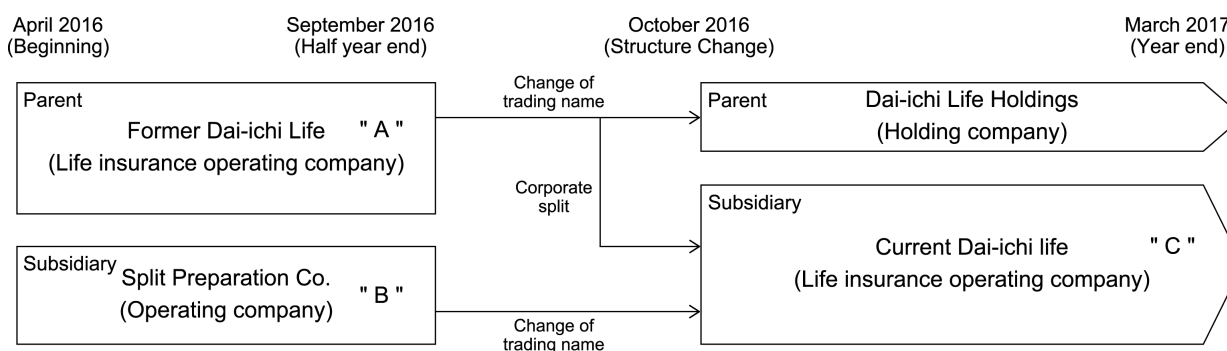 April 2016
(Beginning)
September 2016
(Half year end)
October 2016
(Structure Change)
March 2017
(Year end)
Parent
Former Dai-ichi Life
" A "
(Life insurance operating company)
Change of
trading name
Parent
Dai-ichi Life Holdings
(Holding company)
Corporate
split
Subsidiary
Split Preparation Co.
" B "
(Operating company)
Change of
trading name
Subsidiary
Current Dai-ichi life
" C "
(Life insurance operating company)